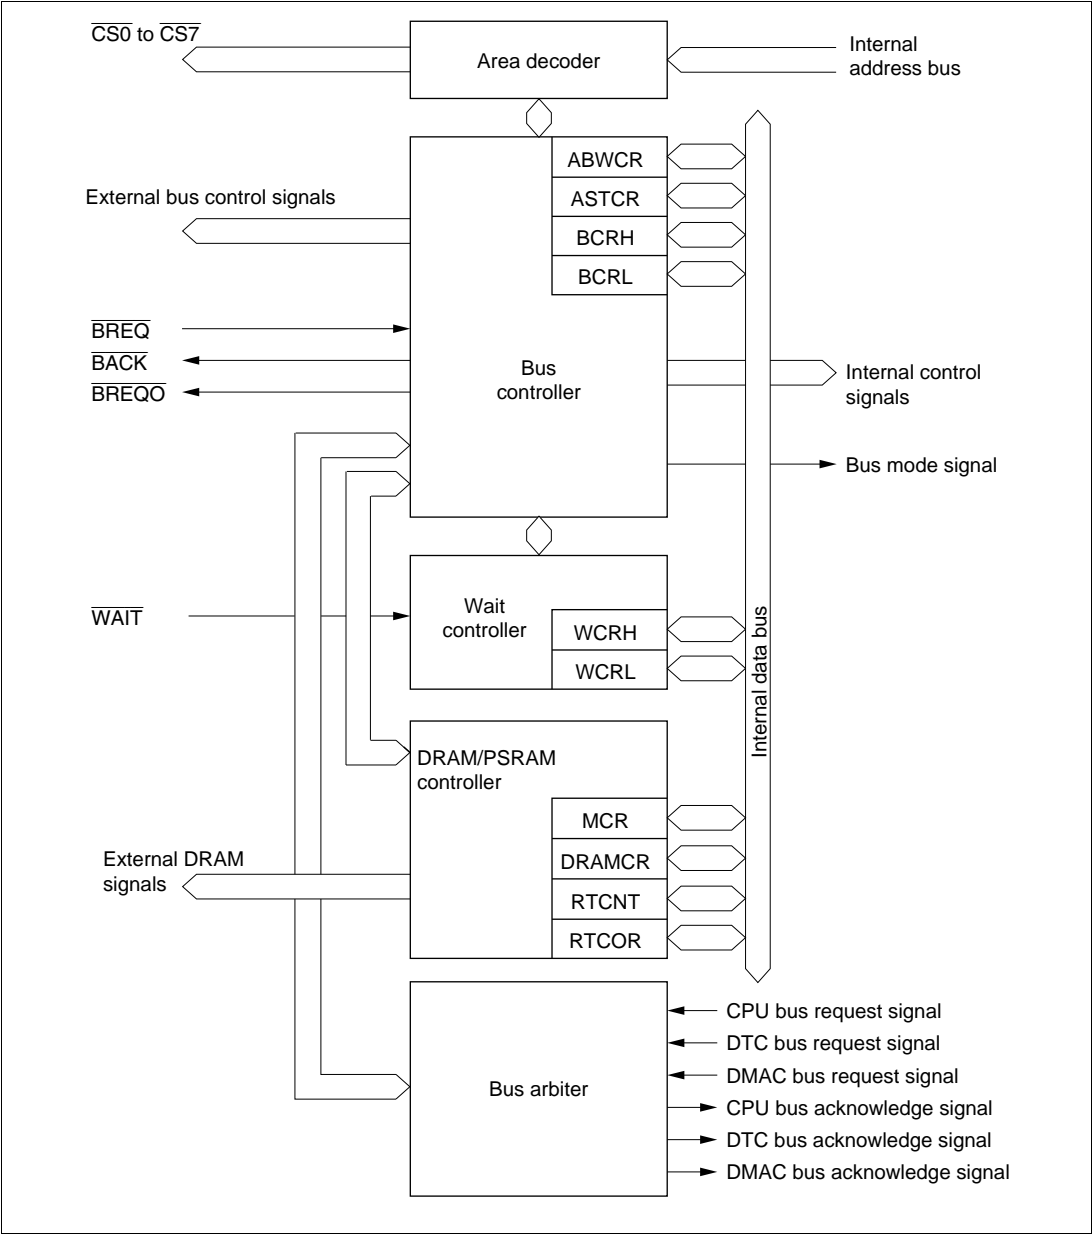 CS0 to CS7
Area decoder
Internal
address bus
ABWCR
ASTCR
External bus control signals
BCRH
BCRL
BREQ
BACK
BREQO
Bus
controller
Internal control
signals
Bus mode signal
WAIT
Wait
controller
WCRH
WCRL
Internal data bus
DRAM/PSRAM
controller
MCR
DRAMCR
RTCNT
RTCOR
External DRAM
signals
Bus arbiter
CPU bus request signal
DTC bus request signal
DMAC bus request signal
CPU bus acknowledge signal
DTC bus acknowledge signal
DMAC bus acknowledge signal